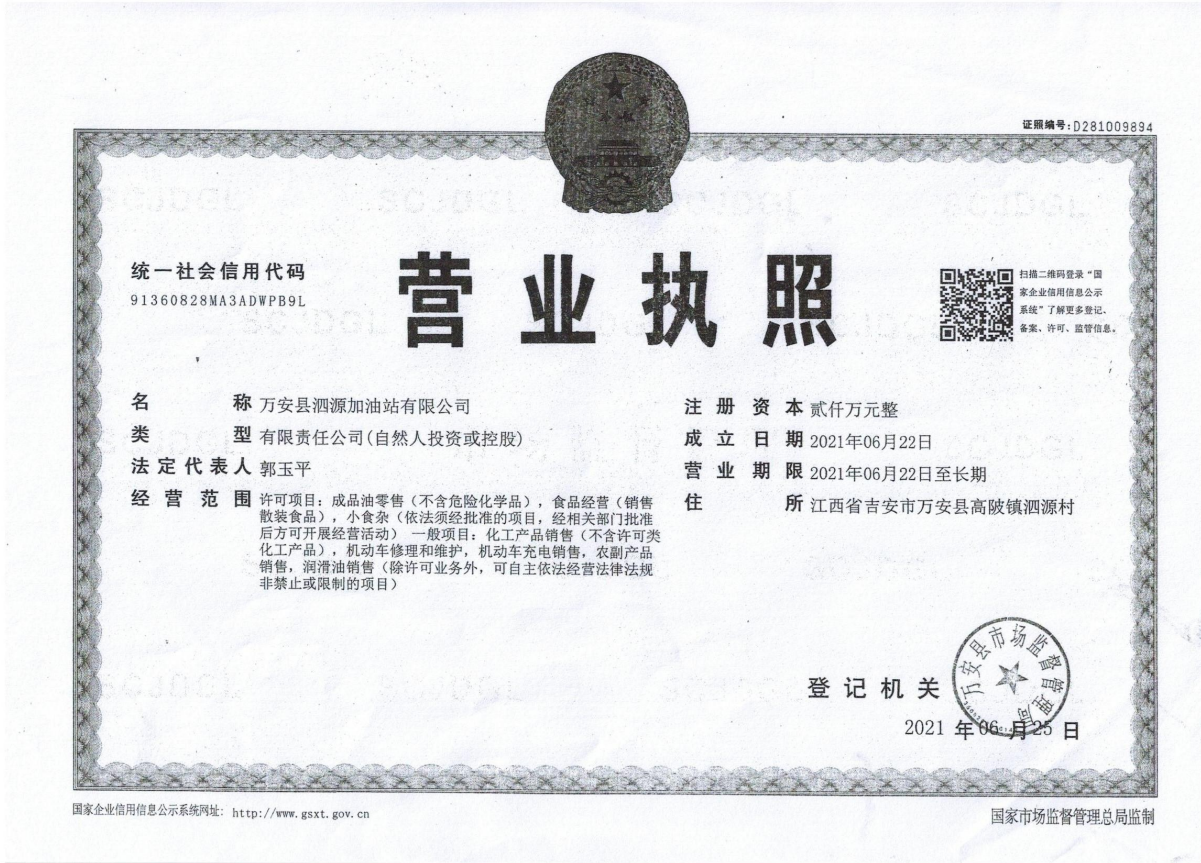 证照编号:D281009894
统一社会信用代码
91360828MA3ADWPB9L
营业执照
扫描二维码登录“国
家企业信用信息公示
系统”了解更多登记、
备案、许可、监管信息。
名称 万安县泗源加油站有限公司
类型 有限责任公司(自然人投资或控股)
法定代表人 郭玉平
经营范围 许可项目：成品油零售（不含危险化学品），食品经营（销售
散装食品），小食杂（依法须经批准的项目，经相关部门批准
后方可开展经营活动） 一般项目：化工产品销售（不含许可类
化工产品），机动车修理和维护，机动车充电销售，农副产品
销售，润滑油销售（除许可业务外，可自主依法经营法律法规
非禁止或限制的项目）
注册资本 贰仟万元整
成立日期 2021年06月22日
营业期限 2021年06月22日至长期
住所 江西省吉安市万安县高陂镇泗源村
登记机关
万安县市场监督管理局
2021 年 06 月 25 日
国家企业信用信息公示系统网址: http://www.gsxt.gov.cn
国家市场监督管理总局监制